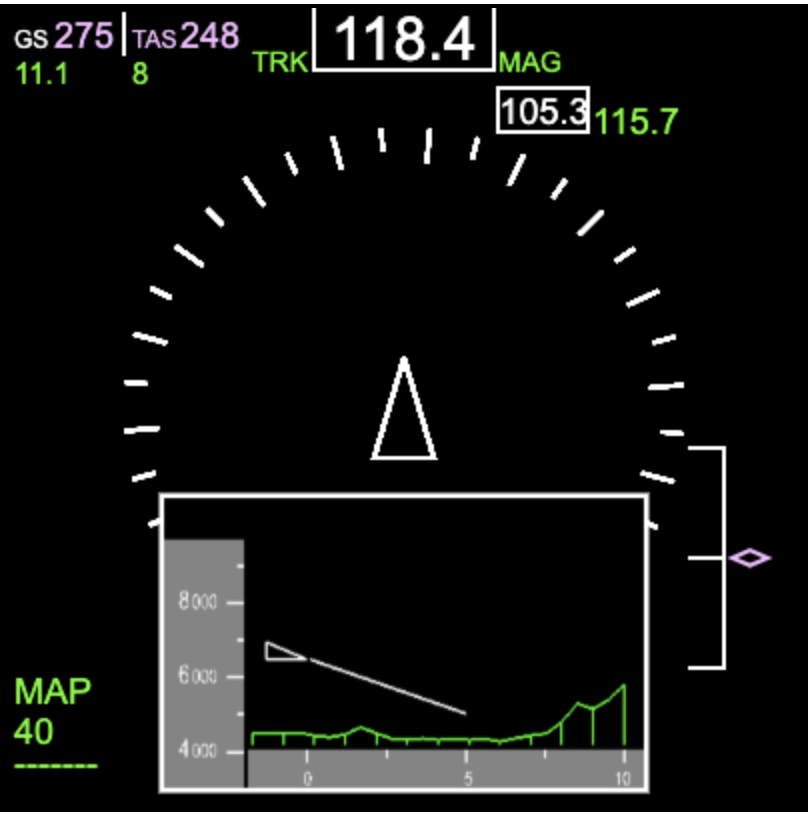 GS 275 TAS 248
11.1 8
TRK 118.4 MAG
105.3 115.7
8000
6000
4000
0 5 10
MAP
40
-------